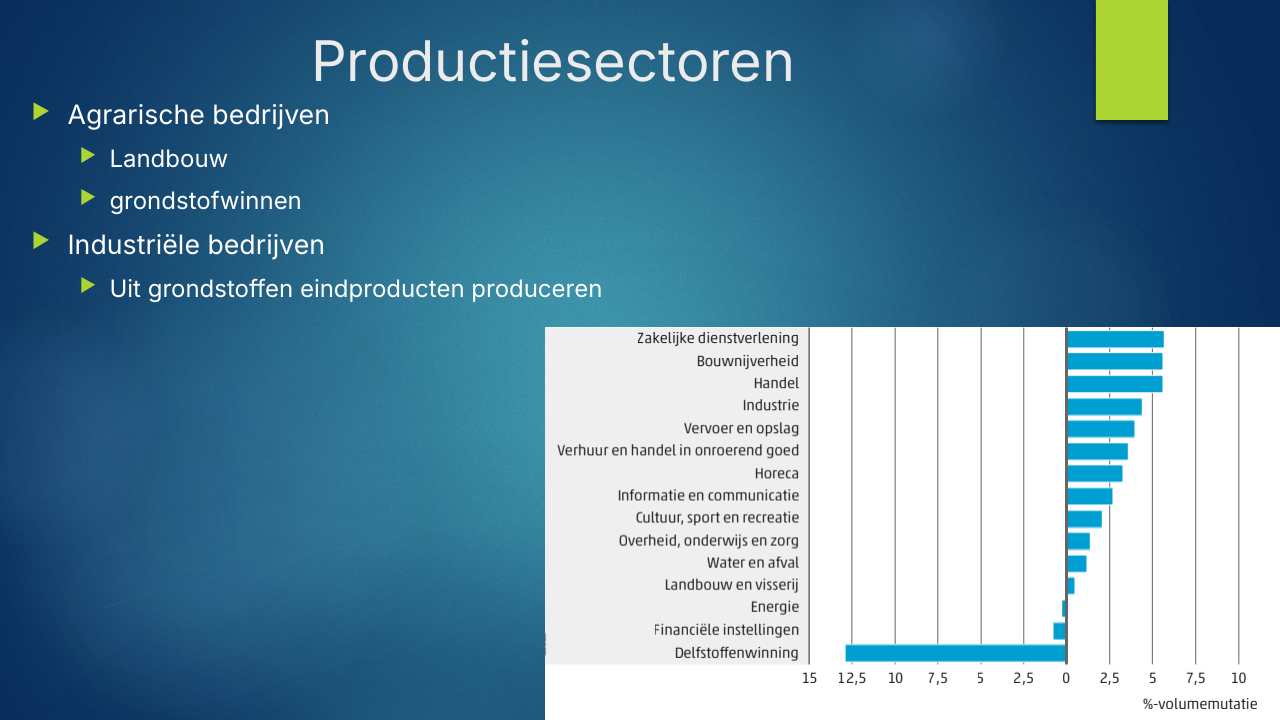 Productiesectoren
Agrarische bedrijven
Landbouw
grondstofwinnen
Industriële bedrijven
Uit grondstoffen eindproducten produceren
Zakelijke dienstverlening
Bouwnijverheid
Handel
Industrie
Vervoer en opslag
Verhuur en handel in onroerend goed
Horeca
Informatie en communicatie
Cultuur, sport en recreatie
Overheid, onderwijs en zorg
Water en afval
Landbouw en visserij
Energie
Financiële instellingen
Delfstoffenwinning
15 12,5 10 7,5 5 2,5 0 2,5 5 7,5 10
%-volumemutatie